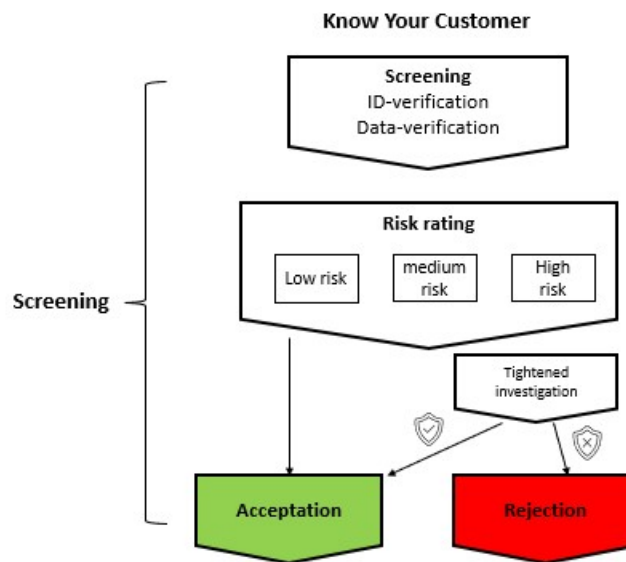 Know Your Customer
Screening
ID-verification
Data-verification
Risk rating
Low risk
medium
risk
High
risk
Screening
Tightened
investigation
Acceptation
Rejection